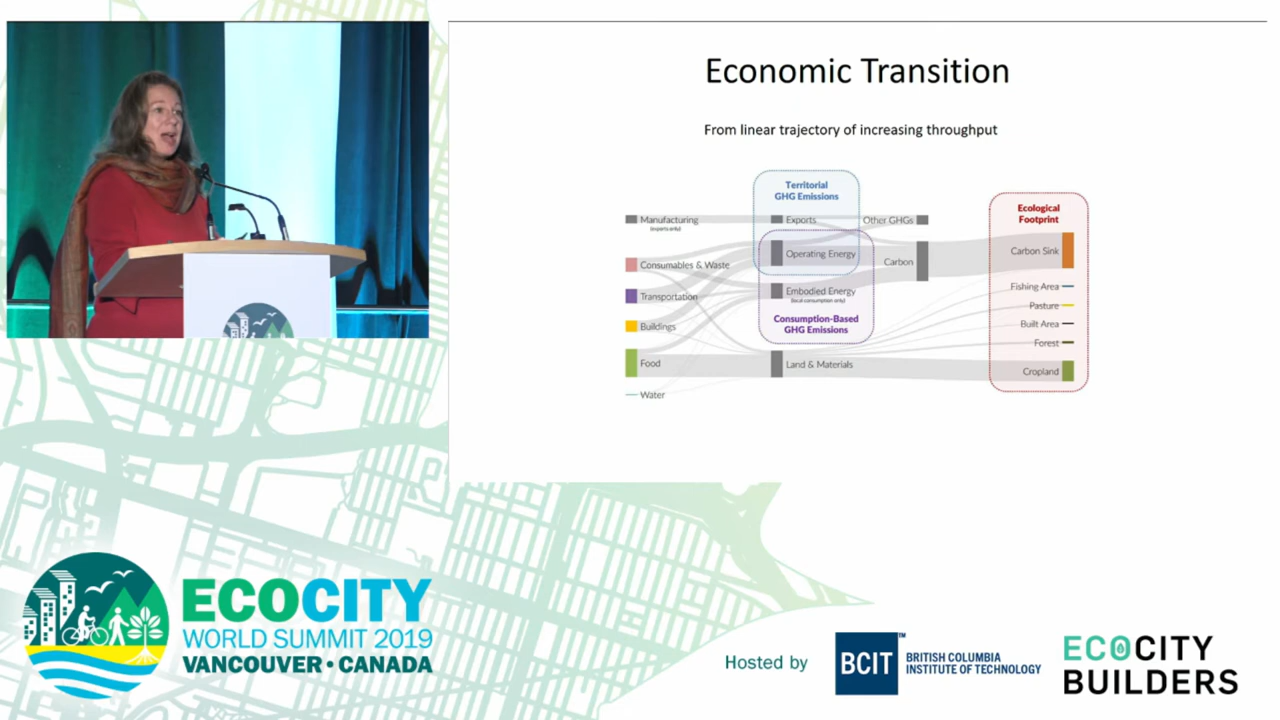 Economic Transition
From linear trajectory of increasing throughput
Territorial
GHG Emissions
Ecological
Footprint
Manufacturing
(exports only)
Exports
Other GHGs
Consumables & Waste
Operating Energy
Carbon
Carbon Sink
Transportation
Embodied Energy
(local consumption only)
Fishing Area
Pasture
Buildings
Consumption-Based
GHG Emissions
Built Area
Forest
Food
Land & Materials
Cropland
Water
ECOCITY
WORLD SUMMIT 2019
VANCOUVER • CANADA
Hosted by
BCIT™
BRITISH COLUMBIA
INSTITUTE OF TECHNOLOGY
ECOCITY
BUILDERS